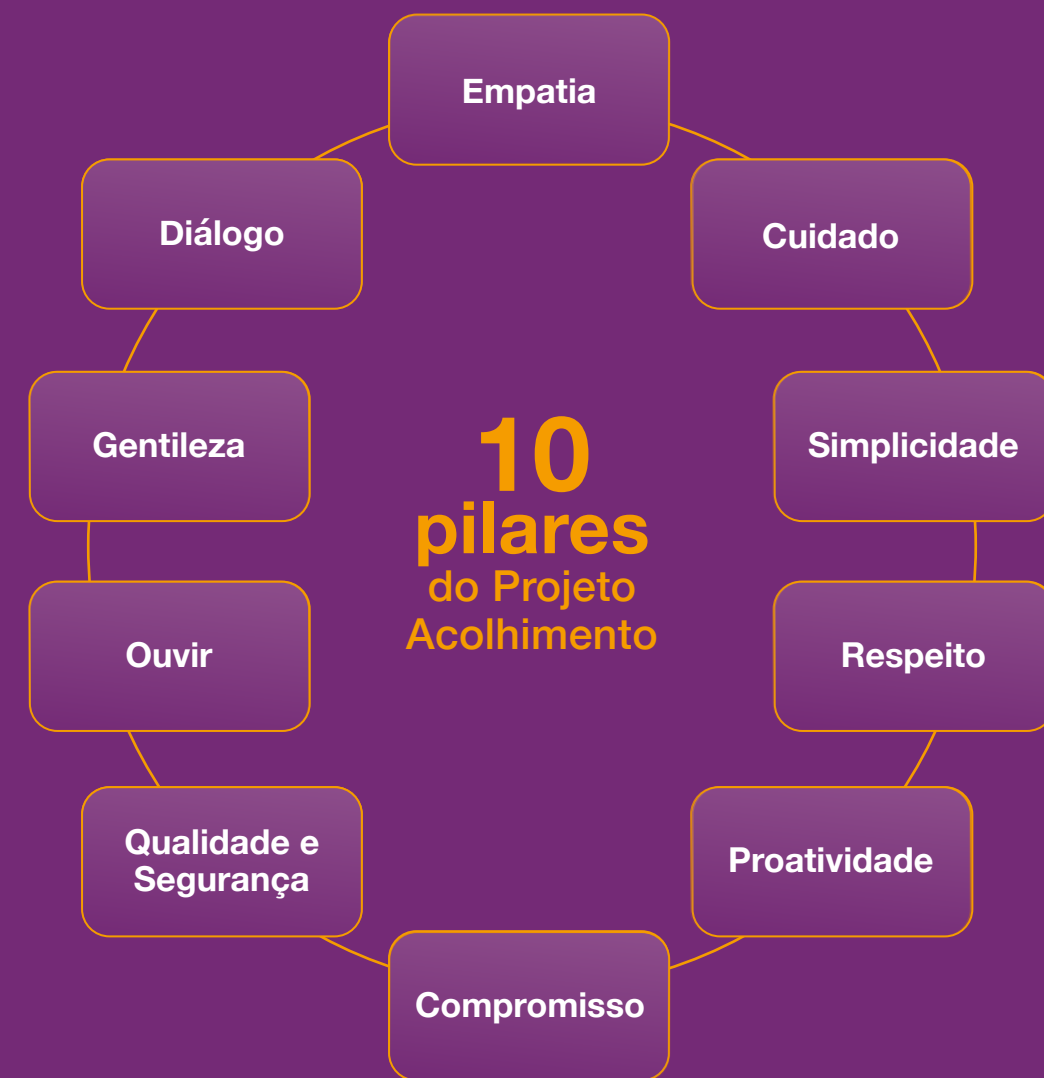 Empatia
Diálogo
Cuidado
Gentileza
10
pilares
do Projeto
Acolhimento
Simplicidade
Ouvir
Respeito
Qualidade e
Segurança
Proatividade
Compromisso